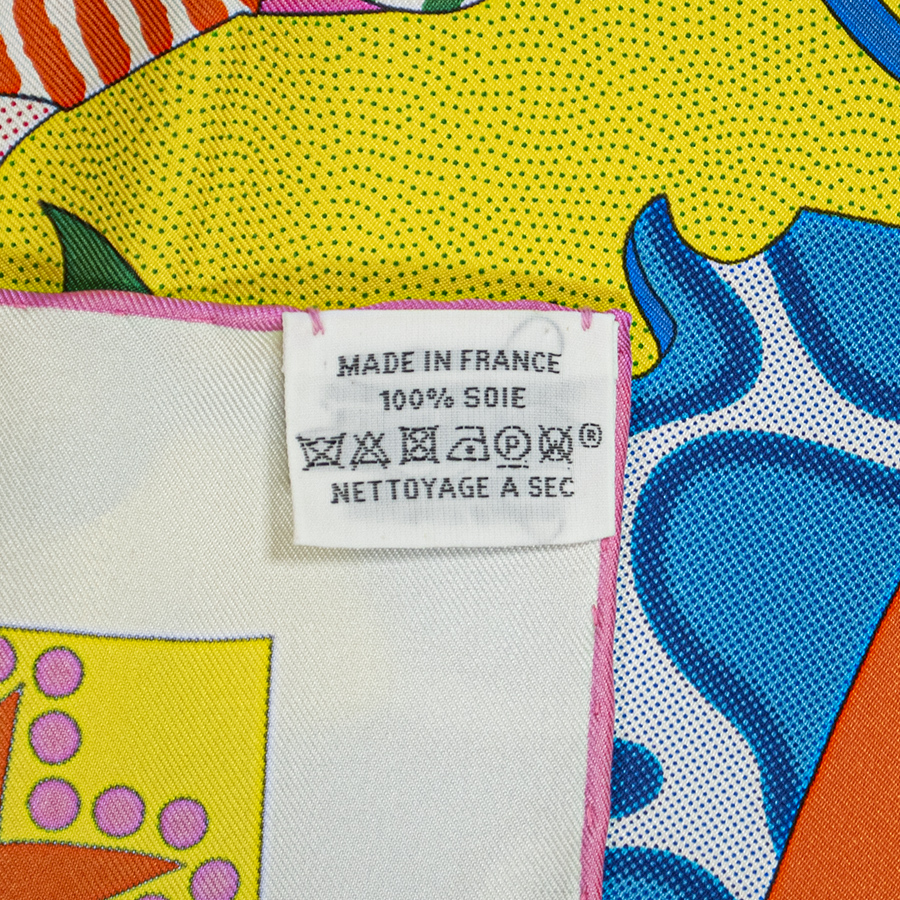 MADE IN FRANCE
100% SOIE
P ®
NETTOYAGE A SEC